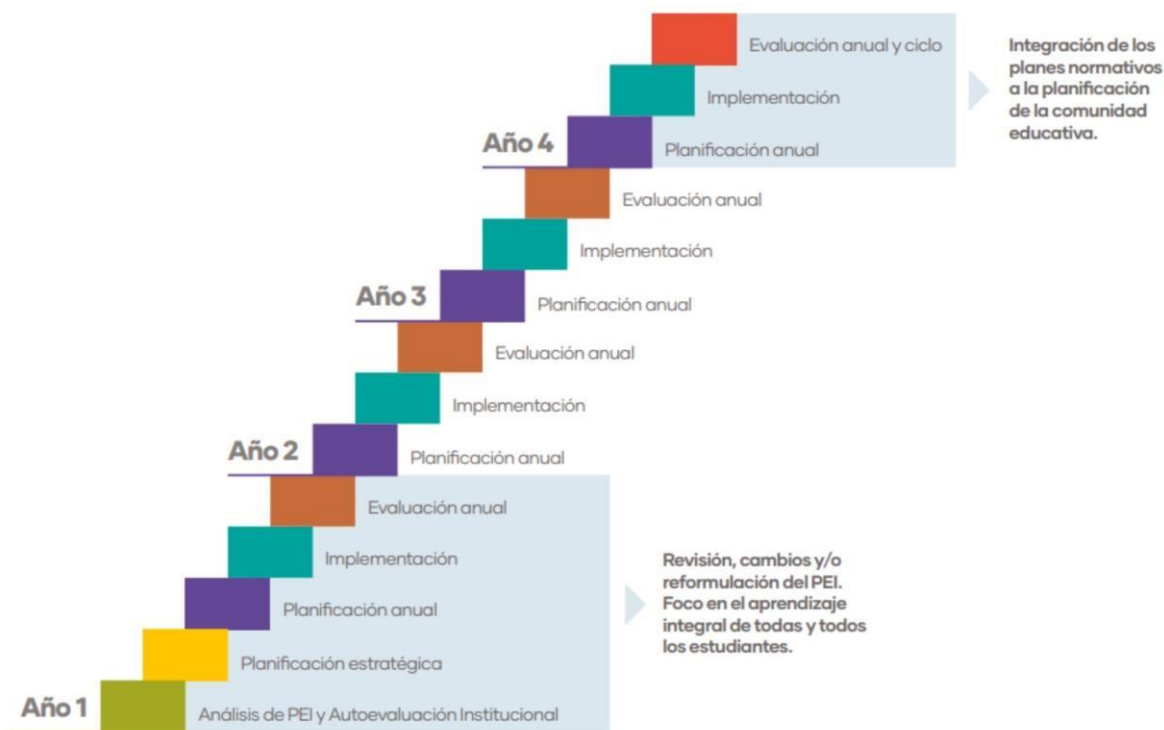 Evaluación anual y ciclo
Integración de los
planes normativos
a la planificación
de la comunidad
educativa.
Implementación
Año 4
Planificación anual
Evaluación anual
Implementación
Año 3
Planificación anual
Evaluación anual
Implementación
Año 2
Planificación anual
Evaluación anual
Implementación
Revisión, cambios y/o
reformulación del PEI.
Foco en el aprendizaje
integral de todas y todos
los estudiantes.
Planificación anual
Planificación estratégica
Año 1
Análisis de PEI y Autoevaluación Institucional